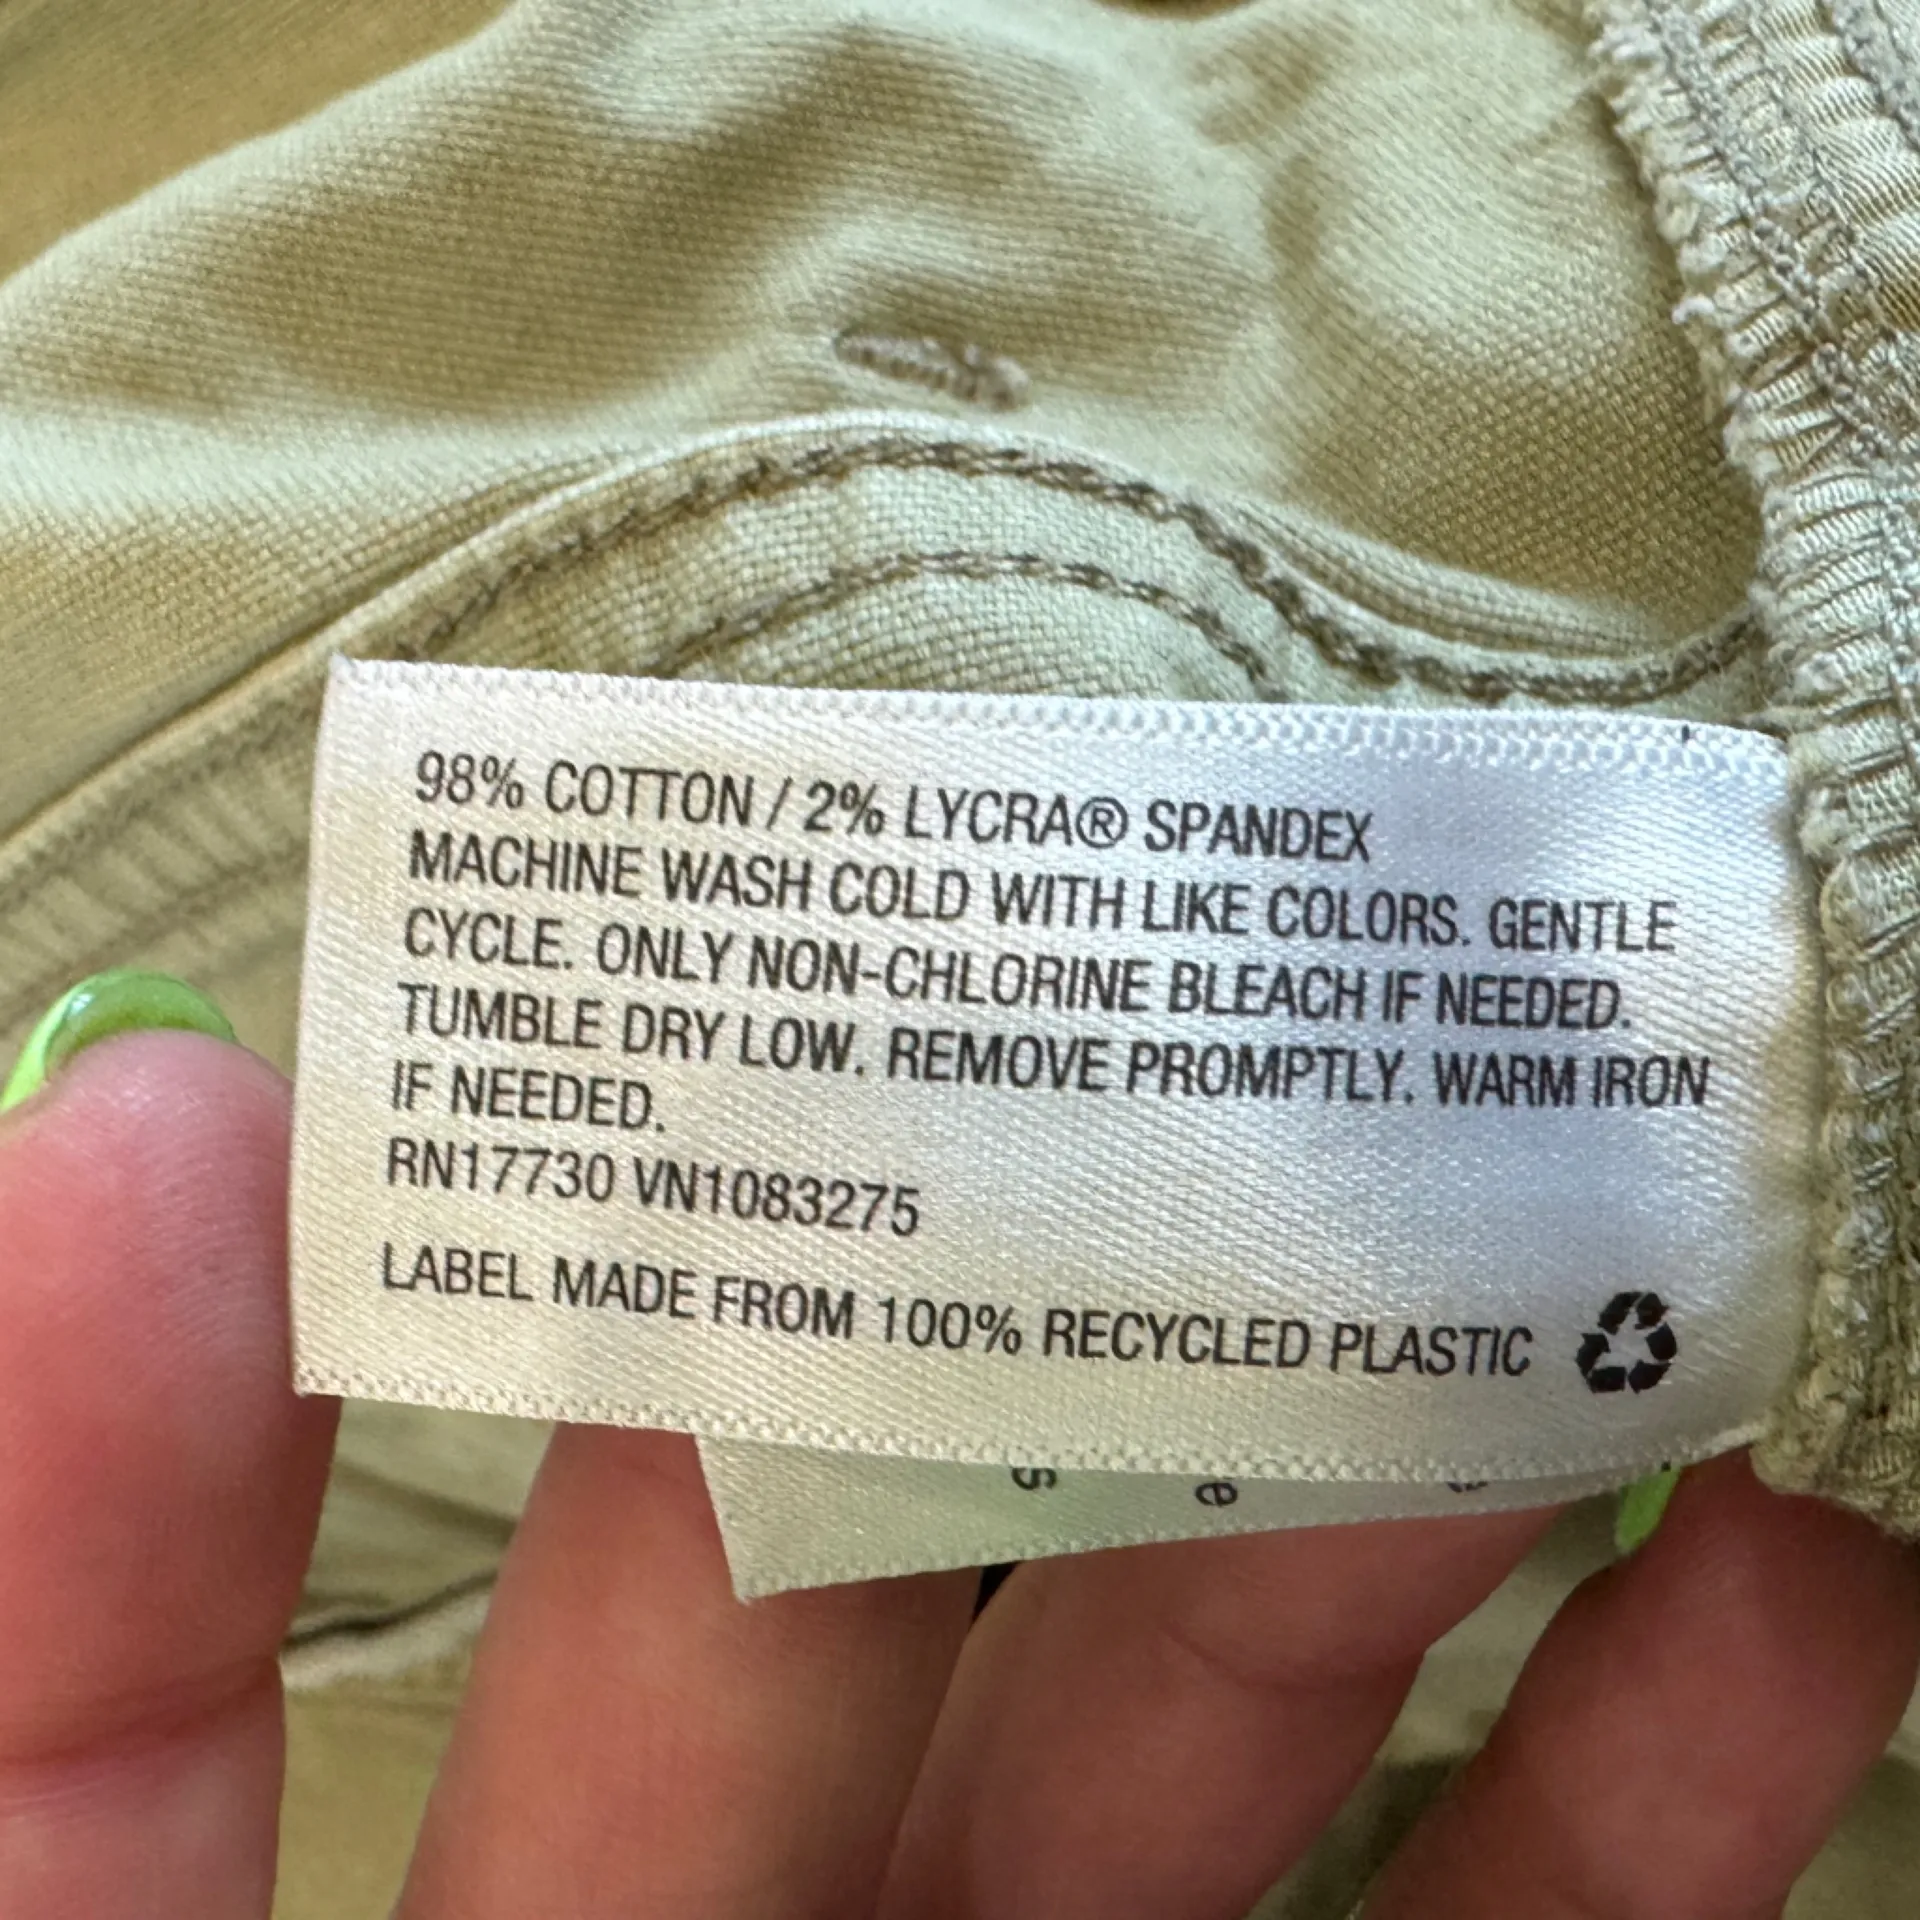 98% COTTON / 2% LYCRA® SPANDEX
MACHINE WASH COLD WITH LIKE COLORS. GENTLE
CYCLE. ONLY NON-CHLORINE BLEACH IF NEEDED.
TUMBLE DRY LOW. REMOVE PROMPTLY. WARM IRON
IF NEEDED.
RN17730 VN1083275
LABEL MADE FROM 100% RECYCLED PLASTIC